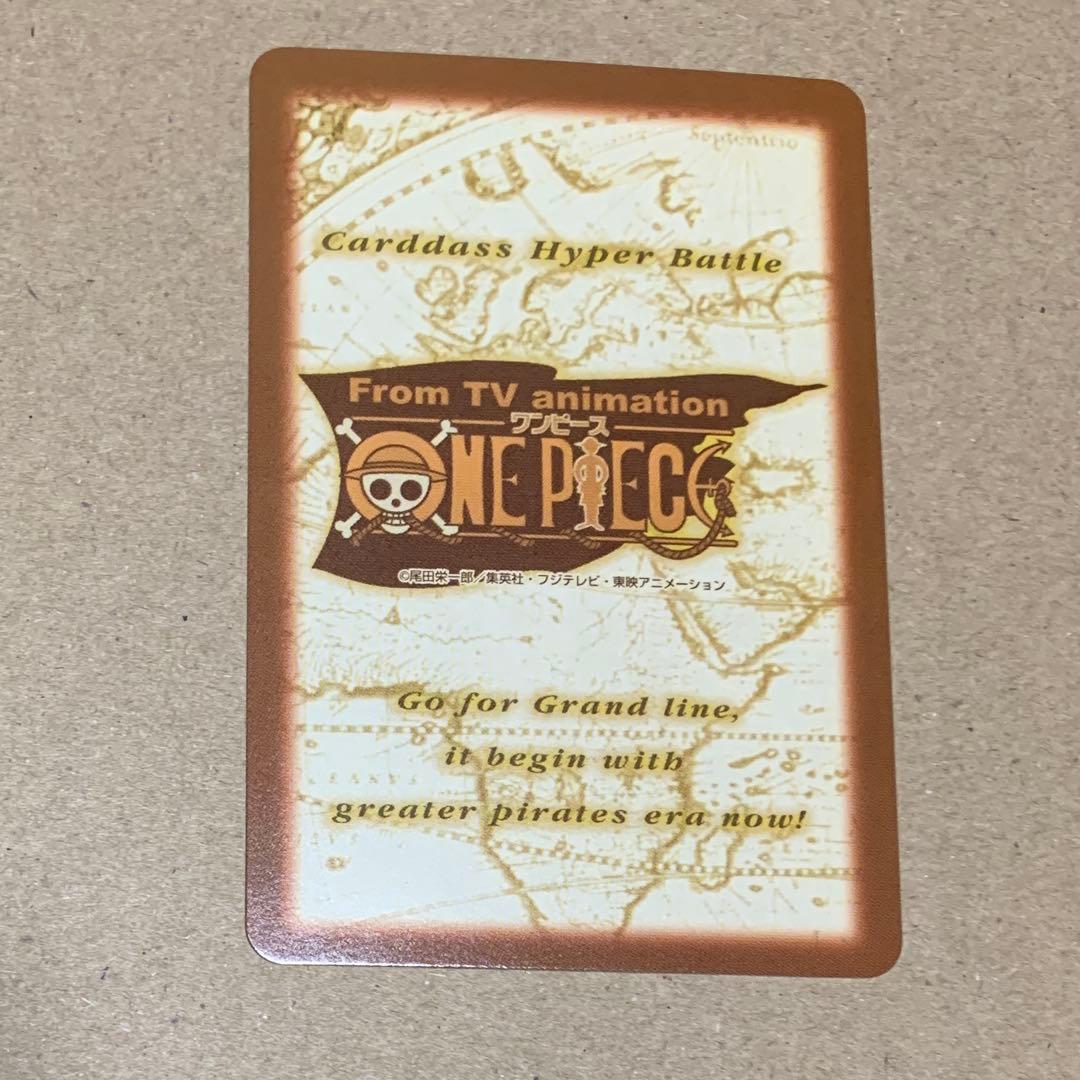 Septentrio
Carddass Hyper Battle
From TV animation
ワンピース
ONE PIECE
©尾田栄一郎／集英社・フジテレビ・東映アニメーション
Go for Grand line,
it begin with
greater pirates era now!